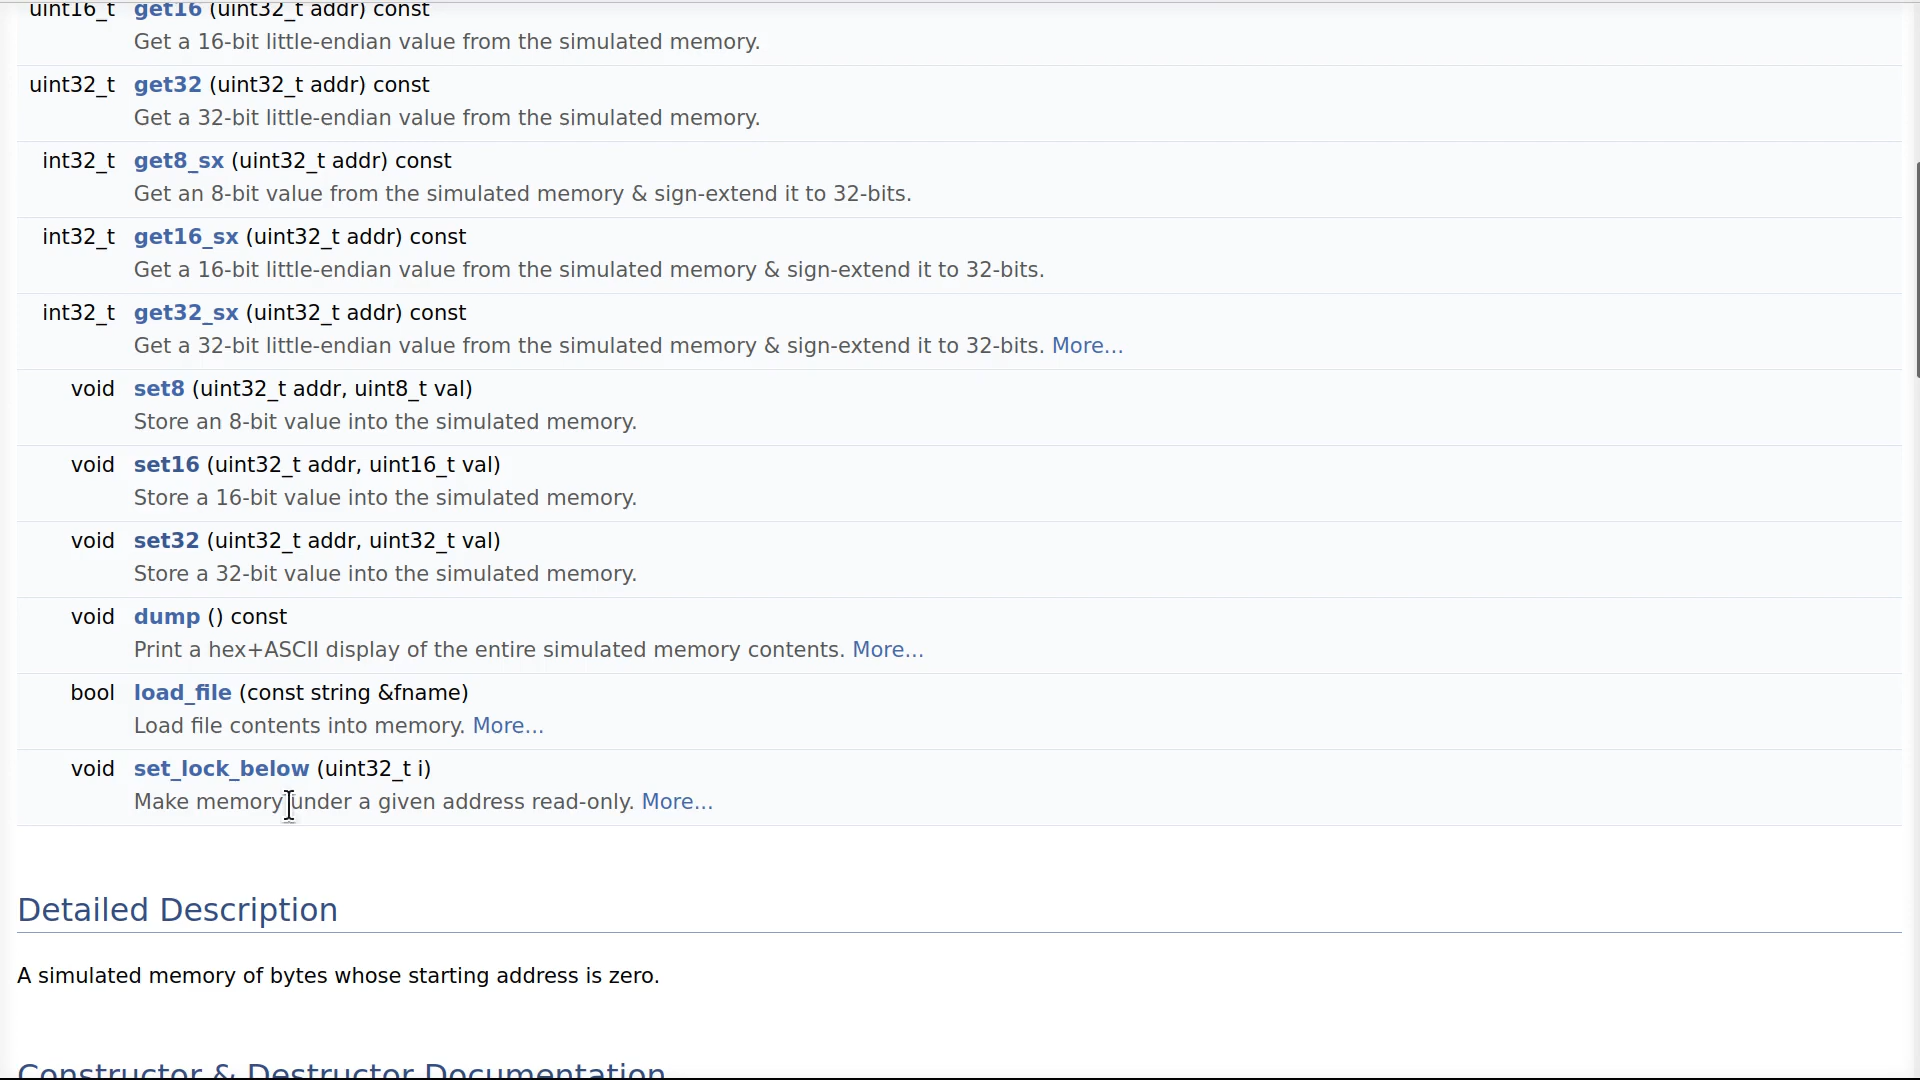 uint16_t get16 (uint32_t addr) const
Get a 16-bit little-endian value from the simulated memory.
uint32_t get32 (uint32_t addr) const
Get a 32-bit little-endian value from the simulated memory.
int32_t get8_sx (uint32_t addr) const
Get an 8-bit value from the simulated memory & sign-extend it to 32-bits.
int32_t get16_sx (uint32_t addr) const
Get a 16-bit little-endian value from the simulated memory & sign-extend it to 32-bits.
int32_t get32_sx (uint32_t addr) const
Get a 32-bit little-endian value from the simulated memory & sign-extend it to 32-bits. More...
void set8 (uint32_t addr, uint8_t val)
Store an 8-bit value into the simulated memory.
void set16 (uint32_t addr, uint16_t val)
Store a 16-bit value into the simulated memory.
void set32 (uint32_t addr, uint32_t val)
Store a 32-bit value into the simulated memory.
void dump () const
Print a hex+ASCII display of the entire simulated memory contents. More...
bool load_file (const string &fname)
Load file contents into memory. More...
void set_lock_below (uint32_t i)
Make memory under a given address read-only. More...
Detailed Description
A simulated memory of bytes whose starting address is zero.
Constructor & Destructor Documentation